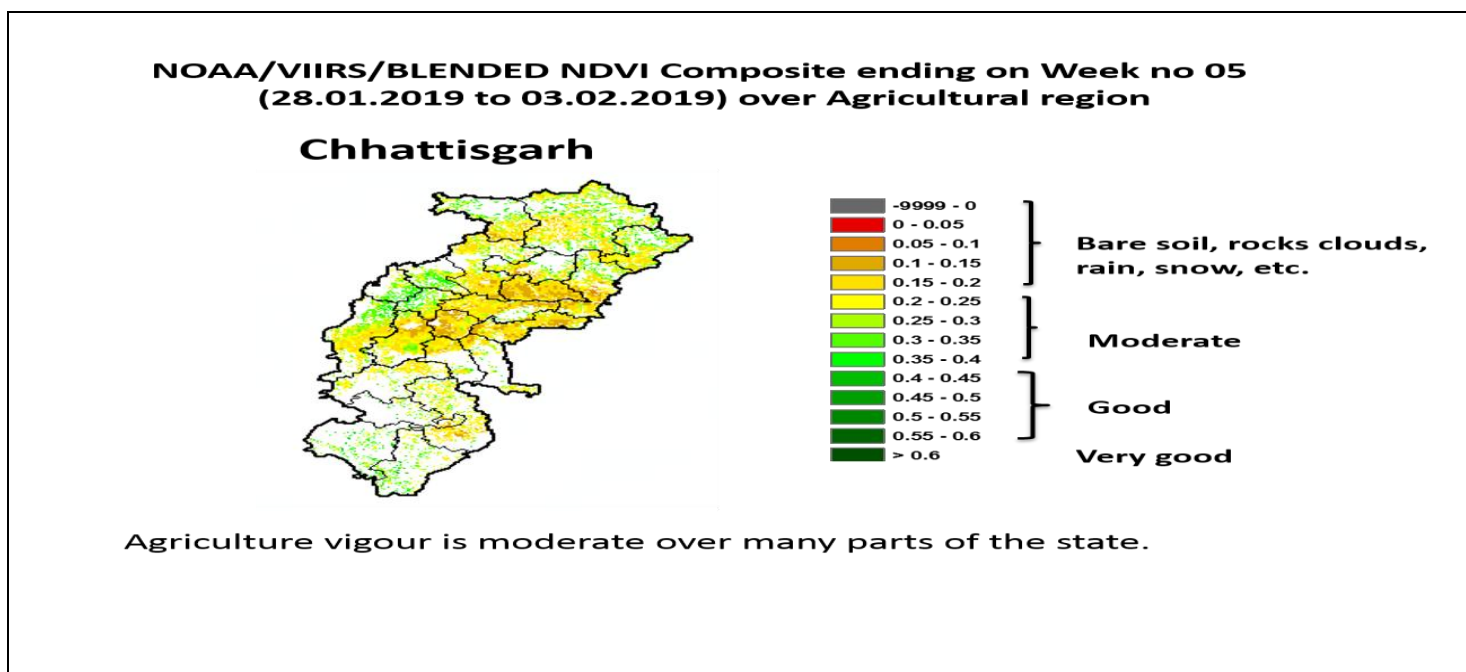 NOAA/VIIRS/BLENDED NDVI Composite ending on Week no 05
(28.01.2019 to 03.02.2019) over Agricultural region
Chhattisgarh
-9999 - 0
0 - 0.05
0.05 - 0.1
0.1 - 0.15
0.15 - 0.2
0.2 - 0.25
0.25 - 0.3
0.3 - 0.35
0.35 - 0.4
0.4 - 0.45
0.45 - 0.5
0.5 - 0.55
0.55 - 0.6
> 0.6
Bare soil, rocks clouds,
rain, snow, etc.
Moderate
Good
Very good
Agriculture vigour is moderate over many parts of the state.